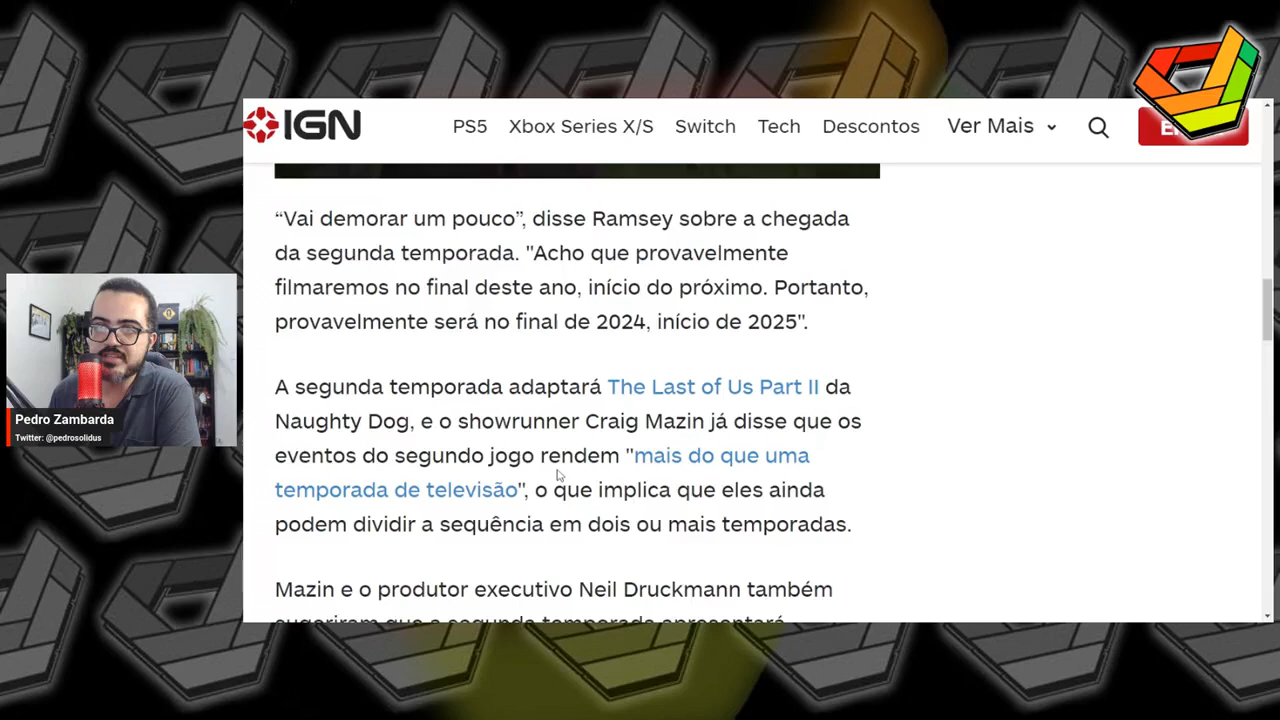 IGN
PS5 Xbox Series X/S Switch Tech Descontos Ver Mais
“Vai demorar um pouco”, disse Ramsey sobre a chegada
da segunda temporada. "Acho que provavelmente
filmaremos no final deste ano, início do próximo. Portanto,
provavelmente será no final de 2024, início de 2025".
A segunda temporada adaptará The Last of Us Part II da
Naughty Dog, e o showrunner Craig Mazin já disse que os
eventos do segundo jogo rendem "mais do que uma
temporada de televisão", o que implica que eles ainda
podem dividir a sequência em dois ou mais temporadas.
Mazin e o produtor executivo Neil Druckmann também
sugeriram que a segunda temporada apresentará
Pedro Zambarda
Twitter: @pedrosolidus